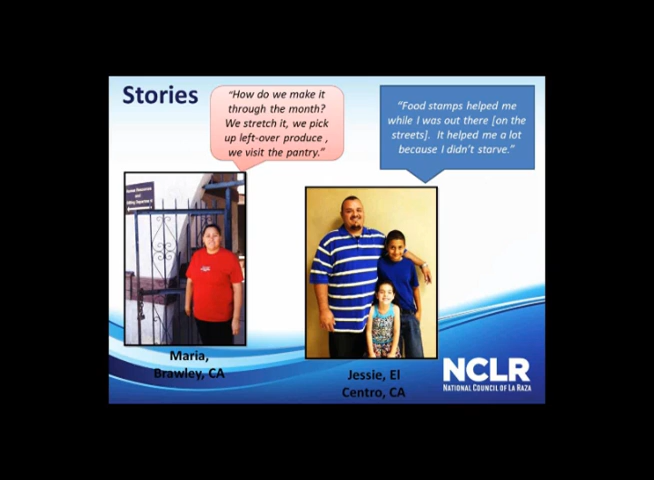 Stories
“How do we make it
through the month?
We stretch it, we pick
up left-over produce ,
we visit the pantry.”
“Food stamps helped me
while I was out there [on the
streets].  It helped me a lot
because I didn’t starve.”
Maria,
Brawley, CA
Jessie, El
Centro, CA
NCLR
NATIONAL COUNCIL OF LA RAZA